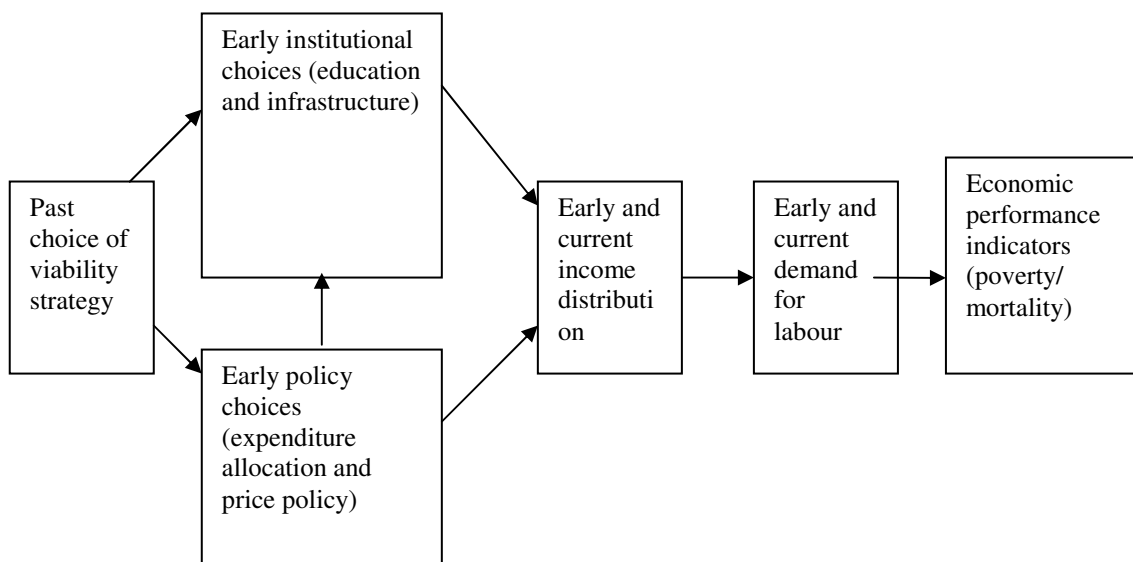 Early institutional
choices (education
and infrastructure)
Past
choice of
viability
strategy
Early policy
choices
(expenditure
allocation and
price policy)
Early and
current
income
distributi
on
Early and
current
demand
for
labour
Economic
performance
indicators
(poverty/
mortality)